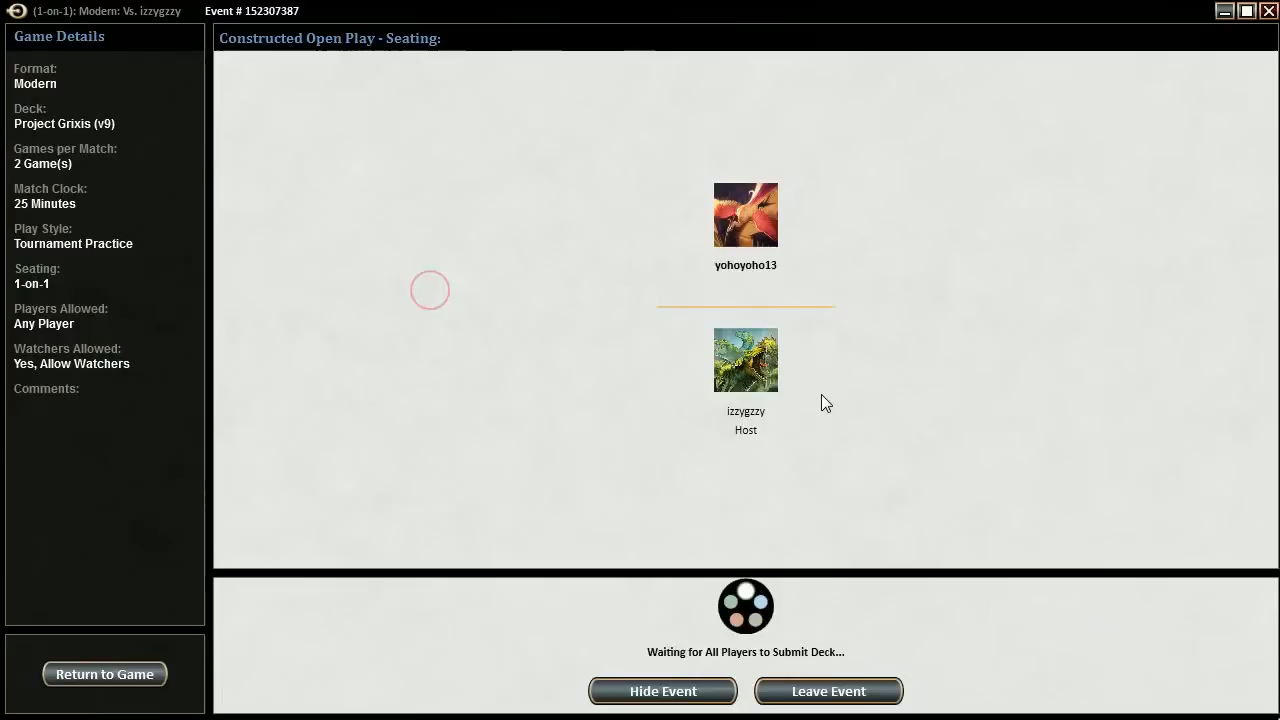 (1-on-1): Modern: Vs. izzygzzy Event # 152307387
Game Details
Format:
Modern
Deck:
Project Grixis (v9)
Games per Match:
2 Game(s)
Match Clock:
25 Minutes
Play Style:
Tournament Practice
Seating:
1-on-1
Players Allowed:
Any Player
Watchers Allowed:
Yes, Allow Watchers
Comments:
Return to Game
Constructed Open Play - Seating:
yohoyoho13
izzygzzy
Host
Waiting for All Players to Submit Deck...
Hide Event Leave Event